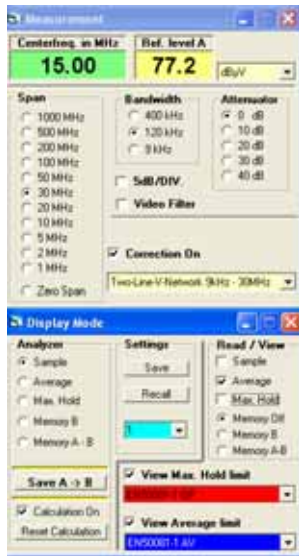 Measurement
Centerfreq. in MHz Ref. level A
15.00 77.2 dBµV
Span Bandwidth Attenuator
1000 MHz 400 kHz 0 dB
500 MHz 120 kHz 10 dB
200 MHz 9 kHz 20 dB
100 MHz 30 dB
50 MHz 5dB/DIV. 40 dB
30 MHz Video Filter
20 MHz
10 MHz
5 MHz
2 MHz Correction On
1 MHz
Zero Span Two-Line-V-Network 9kHz - 30MHz
Display Mode
Analyzer Settings Read / View
Sample Save Sample
Average Recall Average
Max. Hold Max. Hold
Memory B 1 Memory Off
Memory A - B Memory B
Memory A-B
Save A -> B View Max. Hold limit
EN50081-1 QP
Calculation On View Average limit
Reset Calculation EN50081-1 AV